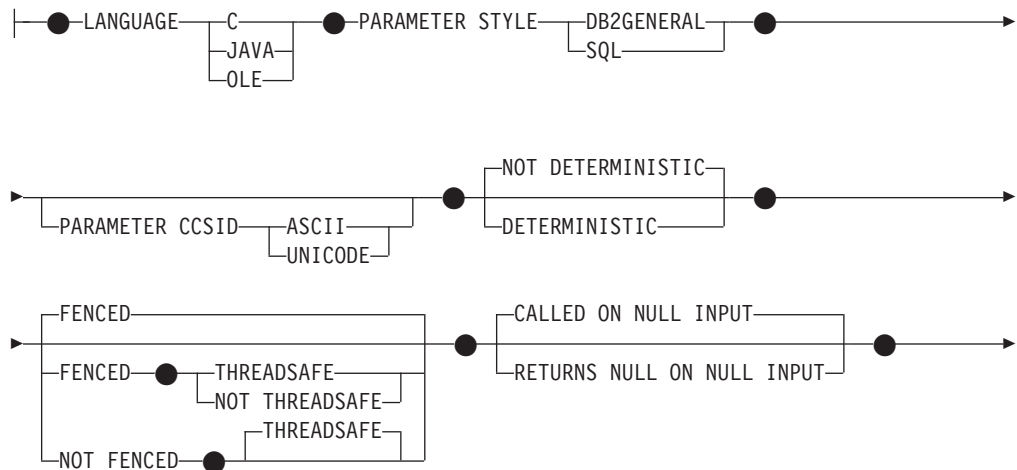 LANGUAGE C PARAMETER STYLE DB2GENERAL
JAVA SQL
OLE
NOT DETERMINISTIC
PARAMETER CCSID ASCII DETERMINISTIC
UNICODE
FENCED CALLED ON NULL INPUT
FENCED THREADSAFE RETURNS NULL ON NULL INPUT
NOT THREADSAFE
THREADSAFE
NOT FENCED